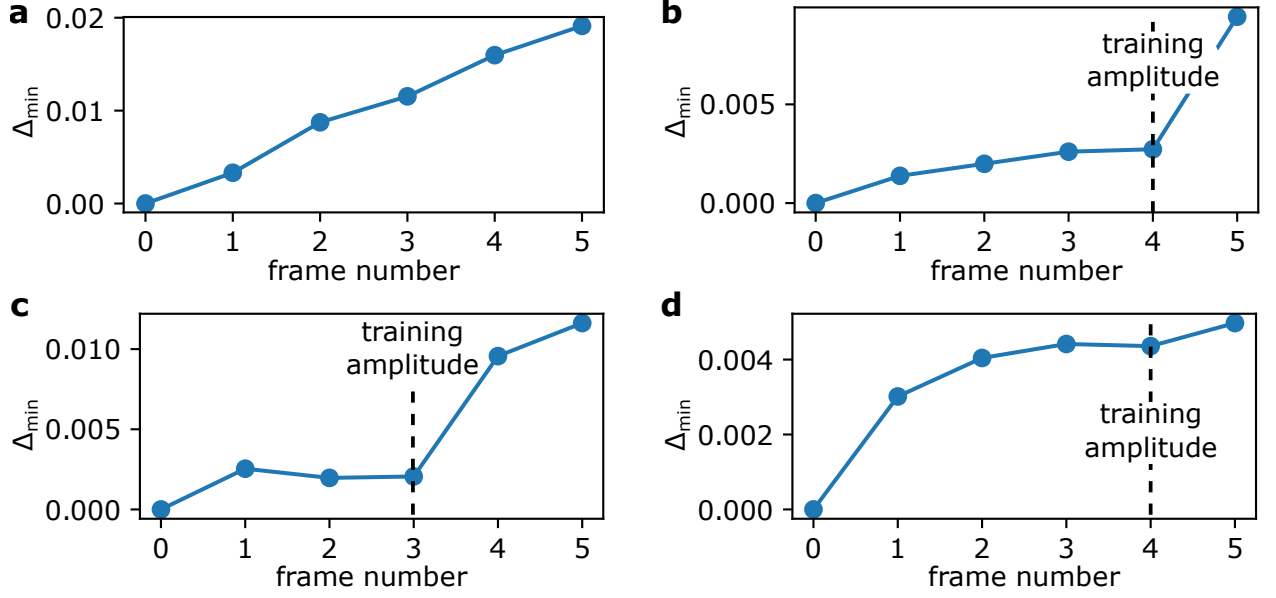 a
0.02
0.01
0.00
Δmin
0 1 2 3 4 5
frame number
b
training
amplitude
0.005
0.000
Δmin
0 1 2 3 4 5
frame number
c
training
amplitude
0.010
0.005
0.000
Δmin
0 1 2 3 4 5
frame number
d
0.004
0.002
0.000
Δmin
training
amplitude
0 1 2 3 4 5
frame number